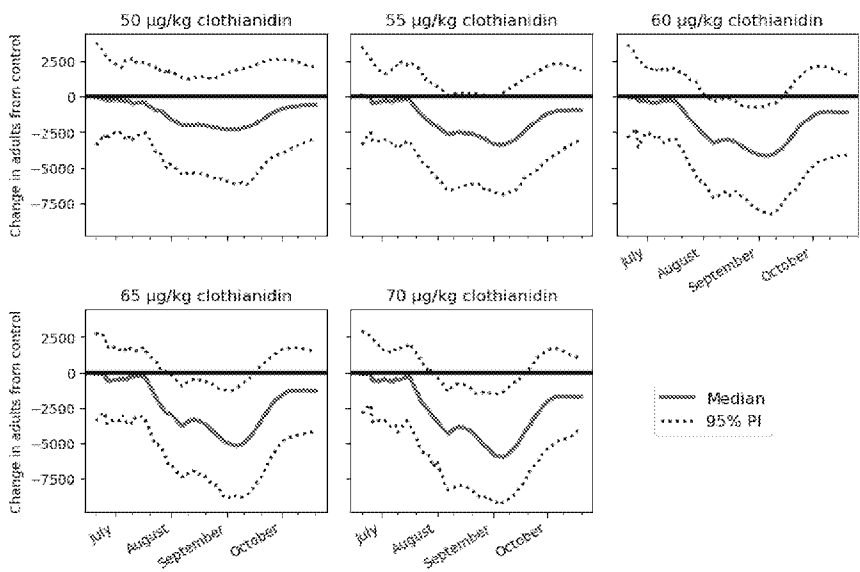 50 µg/kg clothianidin
55 µg/kg clothianidin
60 µg/kg clothianidin
Change in adults from control
2500
0
−2500
−5000
−7500
July
August
September
October
65 µg/kg clothianidin
70 µg/kg clothianidin
Change in adults from control
2500
0
−2500
−5000
−7500
July
August
September
October
July
August
September
October
Median
95% PI